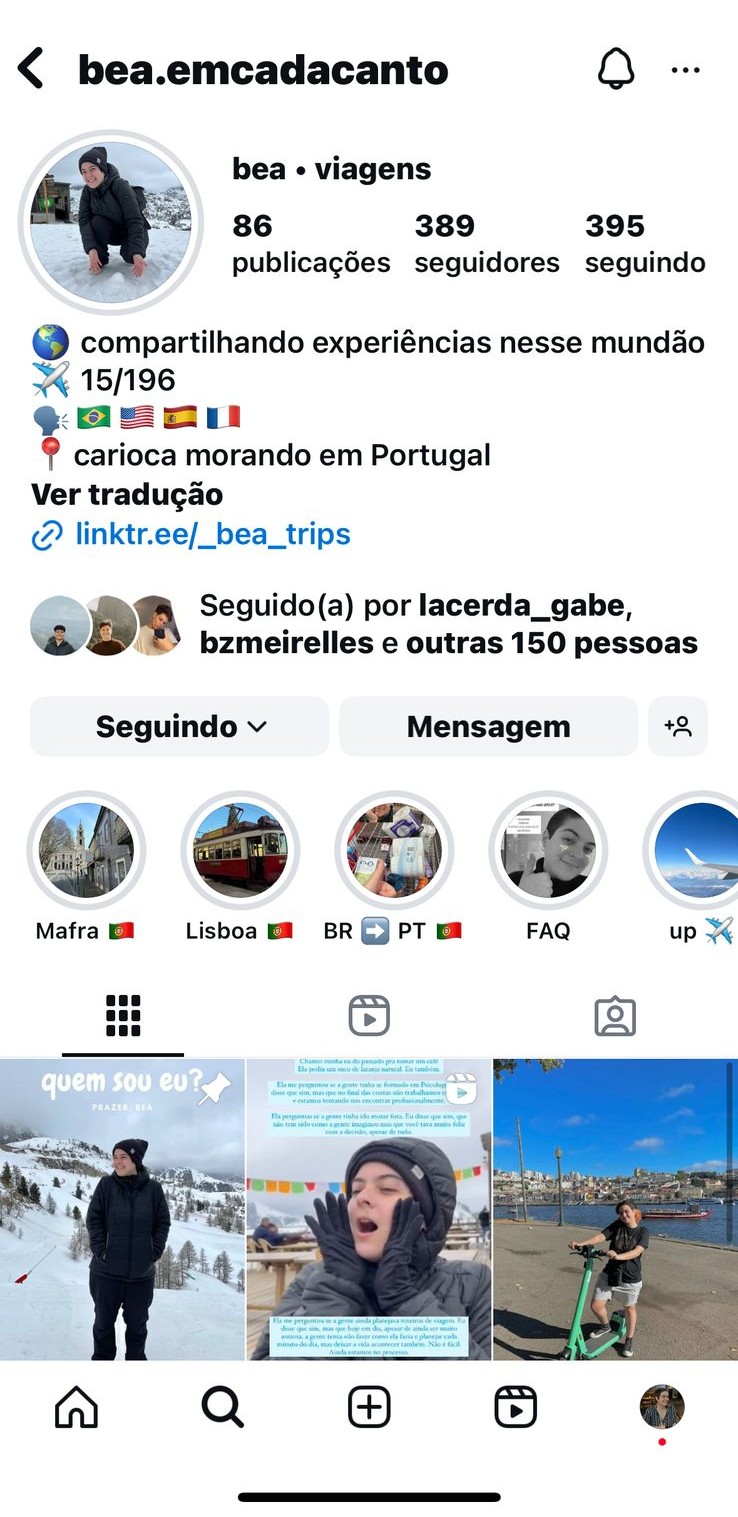 bea.emcadacanto
bea • viagens
86 389 395
publicações seguidores seguindo
🌎 compartilhando experiências nesse mundão
✈️ 15/196
🗣️ 🇧🇷 🇺🇸 🇪🇸 🇫🇷
📍 carioca morando em Portugal
Ver tradução
linktr.ee/_bea_trips
Seguido(a) por lacerda_gabe,
bzmeirelles e outras 150 pessoas
Seguindo Mensagem
Mafra 🇵🇹 Lisboa 🇵🇹 BR ➡️ PT 🇵🇹 FAQ up ✈️
quem sou eu?
PRAZER, BEA
Chamei minha eu do passado pra tomar um café.
Ela pediu um suco de laranja natural. Eu também.
Ela me perguntou se a gente tinha se formado em Psicolog
disse que sim, mas que no final das contas não trabalhamos
e estamos tentando nos encontrar profissionalmente.
Ela perguntou se a gente tinha ido morar fora. Eu disse que sim, que
não tem sido como a gente imaginou mas que você tava muito feliz
com a decisão, apesar de tudo.
Ela me perguntou se a gente ainda planejava roteiros de viagem. Eu
disse que sim, mas que hoje em dia, apesar de ainda ser muito
ansiosa, a gente tenta não fazer como ela faria e planejar cada
minuto do dia, mas deixar a vida acontecer também. Não é fácil.
Ainda estamos no processo.